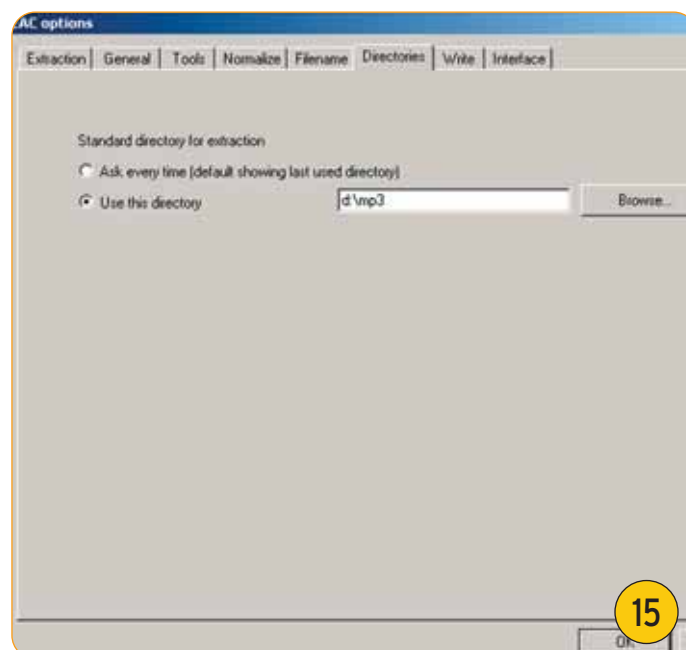 EAC options
Extraction General Tools Normalize Filename Directories Write Interface
Standard directory for extraction
Ask every time (default showing last used directory)
Use this directory d:\mp3 Browse...
15
OK